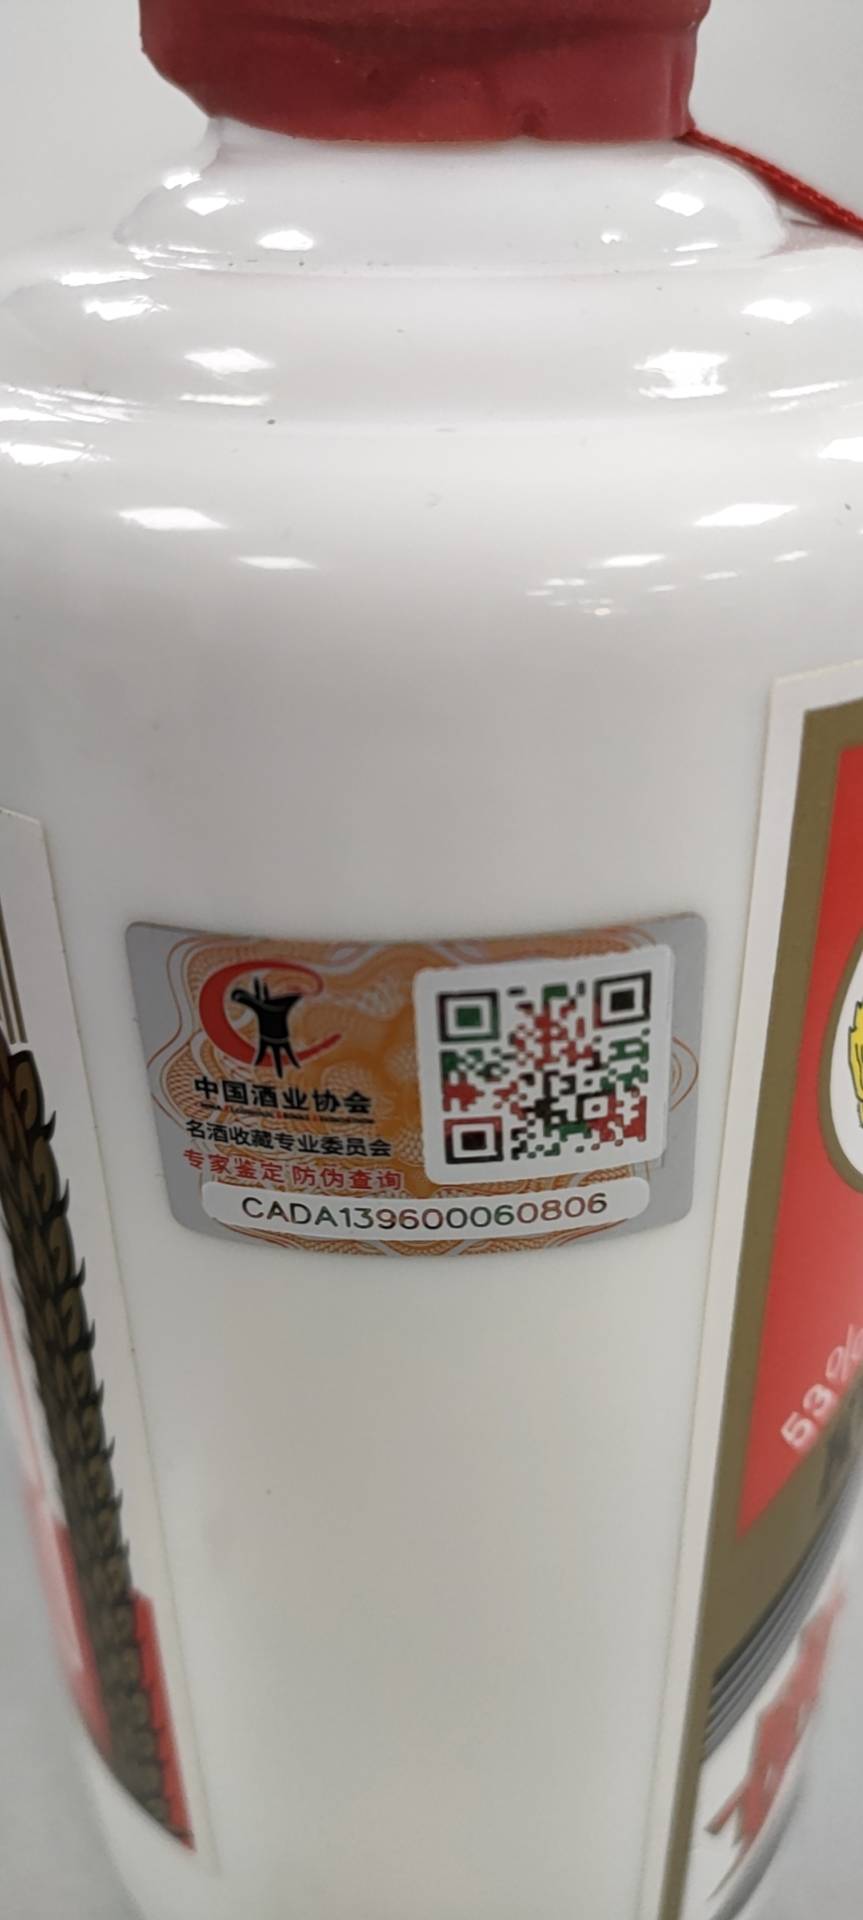 中国酒业协会
名酒收藏专业委员会
专家鉴定 防伪查询
CADA139600060806
53%